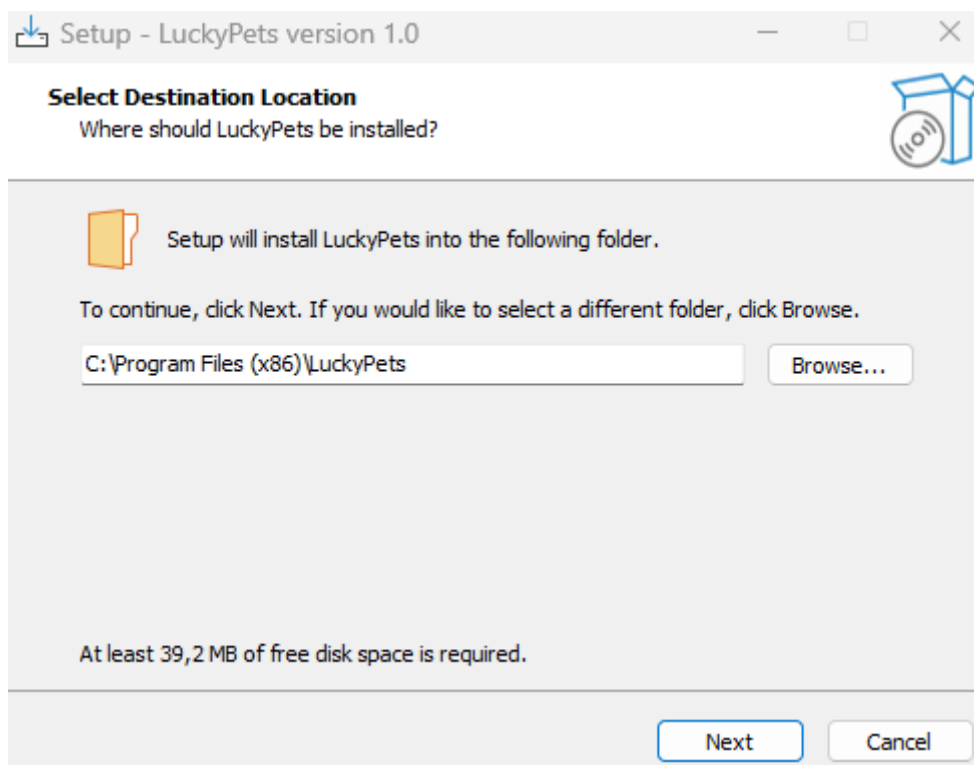 Setup - LuckyPets version 1.0
Select Destination Location
Where should LuckyPets be installed?
Setup will install LuckyPets into the following folder.
To continue, click Next. If you would like to select a different folder, click Browse.
C:\Program Files (x86)\LuckyPets
Browse...
At least 39,2 MB of free disk space is required.
Next
Cancel